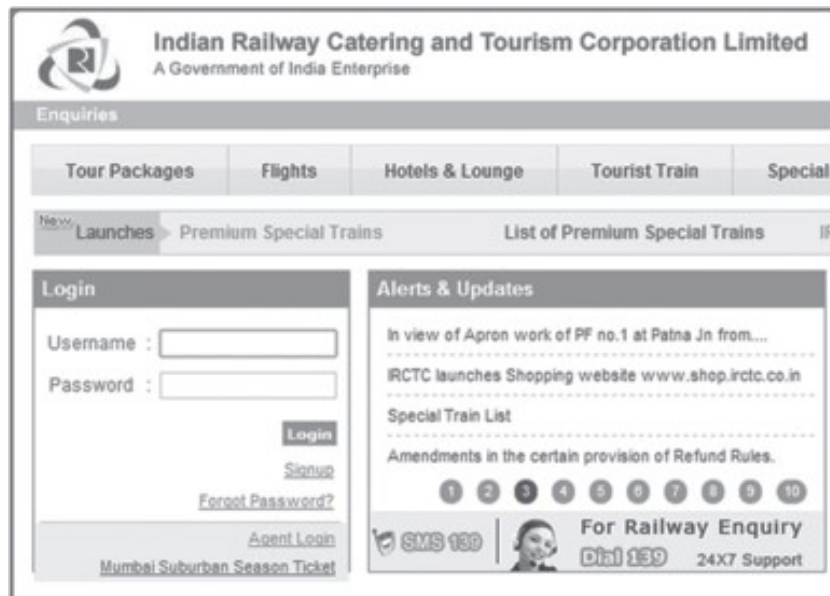 Indian Railway Catering and Tourism Corporation Limited
A Government of India Enterprise
Enquiries
Tour Packages Flights Hotels & Lounge Tourist Train Special
New Launches Premium Special Trains List of Premium Special Trains
Login
Username :
Password :
Login
Signup
Forgot Password?
Agent Login
Mumbai Suburban Season Ticket
Alerts & Updates
In view of Apron work of PF no.1 at Patna Jn from....
IRCTC launches Shopping website www.shop.irctc.co.in
Special Train List
Amendments in the certain provision of Refund Rules.
1 2 3 4 5 6 7 8 9 10
SMS 139
For Railway Enquiry
Dial 139 24X7 Support